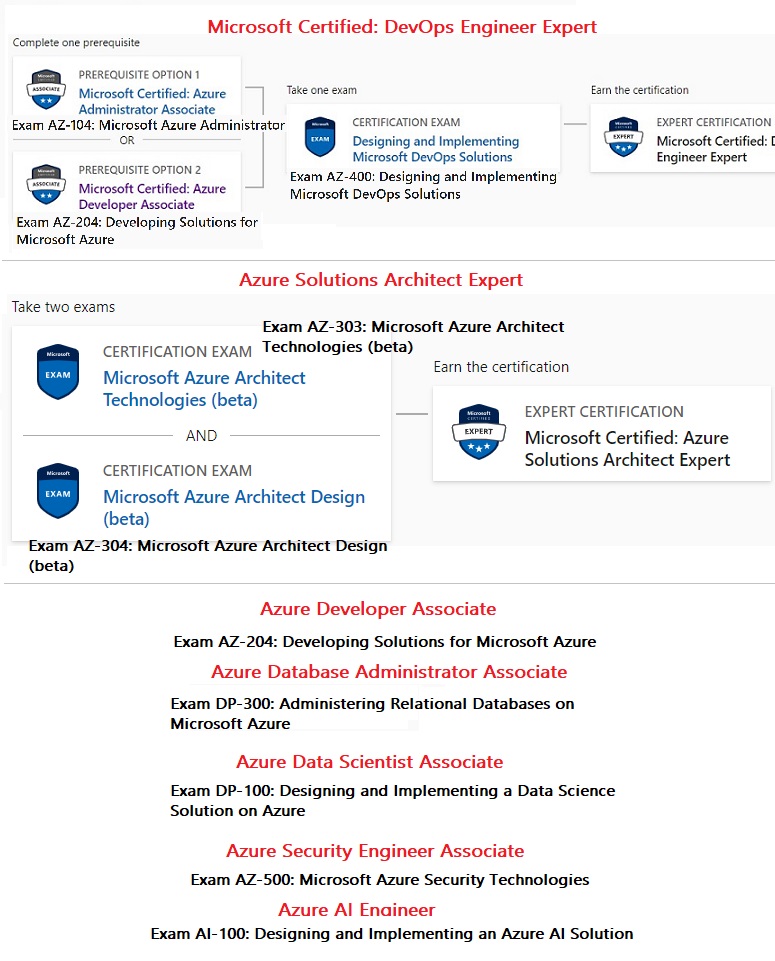 Microsoft Certified: DevOps Engineer Expert
Complete one prerequisite
Microsoft
CERTIFIED
ASSOCIATE
PREREQUISITE OPTION 1
Microsoft Certified: Azure
Administrator Associate
Exam AZ-104: Microsoft Azure Administrator
OR
Microsoft
CERTIFIED
ASSOCIATE
PREREQUISITE OPTION 2
Microsoft Certified: Azure
Developer Associate
Exam AZ-204: Developing Solutions for
Microsoft Azure
Take one exam
Microsoft
EXAM
CERTIFICATION EXAM
Designing and Implementing
Microsoft DevOps Solutions
Exam AZ-400: Designing and Implementing
Microsoft DevOps Solutions
Earn the certification
Microsoft
CERTIFIED
EXPERT
EXPERT CERTIFICATION
Microsoft Certified: D
Engineer Expert
Azure Solutions Architect Expert
Take two exams
Exam AZ-303: Microsoft Azure Architect
Technologies (beta)
Microsoft
EXAM
CERTIFICATION EXAM
Microsoft Azure Architect
Technologies (beta)
AND
Microsoft
EXAM
CERTIFICATION EXAM
Microsoft Azure Architect Design
(beta)
Exam AZ-304: Microsoft Azure Architect Design
(beta)
Earn the certification
Microsoft
CERTIFIED
EXPERT
EXPERT CERTIFICATION
Microsoft Certified: Azure
Solutions Architect Expert
Azure Developer Associate
Exam AZ-204: Developing Solutions for Microsoft Azure
Azure Database Administrator Associate
Exam DP-300: Administering Relational Databases on
Microsoft Azure
Azure Data Scientist Associate
Exam DP-100: Designing and Implementing a Data Science
Solution on Azure
Azure Security Engineer Associate
Exam AZ-500: Microsoft Azure Security Technologies
Azure AI Engineer
Exam AI-100: Designing and Implementing an Azure AI Solution